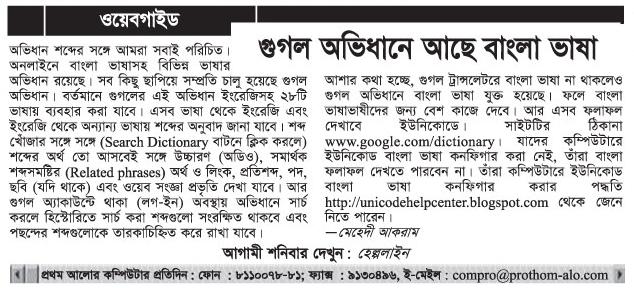 ওয়েবগাইড
গুগল অভিধানে আছে বাংলা ভাষা
অভিধান শব্দের সঙ্গে আমরা সবাই পরিচিত।
অনলাইনে বাংলা ভাষাসহ বিভিন্ন ভাষার
অভিধান রয়েছে। সব কিছু ছাপিয়ে সম্প্রতি চালু হয়েছে গুগল
অভিধান। বর্তমানে গুগলের এই অভিধান ইংরেজিসহ ২৮টি
ভাষায় ব্যবহার করা যাবে। এসব ভাষা থেকে ইংরেজি এবং
ইংরেজি থেকে অন্যান্য ভাষায় শব্দের অনুবাদ জানা যাবে। শব্দ
খোঁজার সঙ্গে সঙ্গে (Search Dictionary বাটনে ক্লিক করলে)
শব্দের অর্থ তো আসবেই সঙ্গে উচ্চারণ (অডিও), সমার্থক
শব্দসমষ্টির (Related phrases) অর্থ ও লিংক, প্রতিশব্দ, পদ,
ছবি (যদি থাকে) এবং ওয়েব সংজ্ঞা প্রভৃতি দেখা যাবে। আর
গুগল অ্যাকাউন্টে থাকা (লগ-ইন) অবস্থায় অভিধানে সার্চ
করলে হিস্টোরিতে সার্চ করা শব্দগুলো সংরক্ষিত থাকবে এবং
পছন্দের শব্দগুলোকে তারকাচিহ্নিত করে রাখা যাবে।
আশার কথা হচ্ছে, গুগল ট্রান্সলেটরে বাংলা ভাষা না থাকলেও
গুগল অভিধানে বাংলা ভাষা যুক্ত হয়েছে। ফলে বাংলা
ভাষাভাষীদের জন্য বেশ কাজে দেবে। আর এসব ফলাফল
দেখাবে ইউনিকোডে। সাইটটির ঠিকানা
www.google.com/dictionary। যাদের কম্পিউটারে
ইউনিকোড বাংলা ভাষা কনফিগার করা নেই, তাঁরা বাংলা
ফলাফল দেখতে পারবেন না। তাঁরা কম্পিউটারে ইউনিকোড
বাংলা ভাষা কনফিগার করার পদ্ধতি
http://unicodehelpcenter.blogspot.com থেকে জেনে
নিতে পারেন।
—মেহেদী আকরাম
আগামী শনিবার দেখুন : হেল্পলাইন
প্রথম আলোর কম্পিউটার প্রতিদিন : ফোন : ৮১১০০৭৮-৮১; ফ্যাক্স : ৯১৩০৪৯৬, ই-মেইল : compro@prothom-alo.com